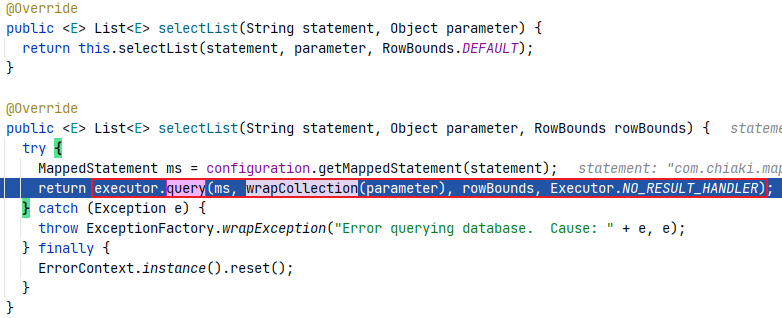 @Override
public <E> List<E> selectList(String statement, Object parameter) {
  return this.selectList(statement, parameter, RowBounds.DEFAULT);
}

@Override
public <E> List<E> selectList(String statement, Object parameter, RowBounds rowBounds) {  stateme
  try {
    MappedStatement ms = configuration.getMappedStatement(statement);  statement: "com.chiaki.map
    return executor.query(ms, wrapCollection(parameter), rowBounds, Executor.NO_RESULT_HANDLER);
  } catch (Exception e) {
    throw ExceptionFactory.wrapException("Error querying database.  Cause: " + e, e);
  } finally {
    ErrorContext.instance().reset();
  }
}